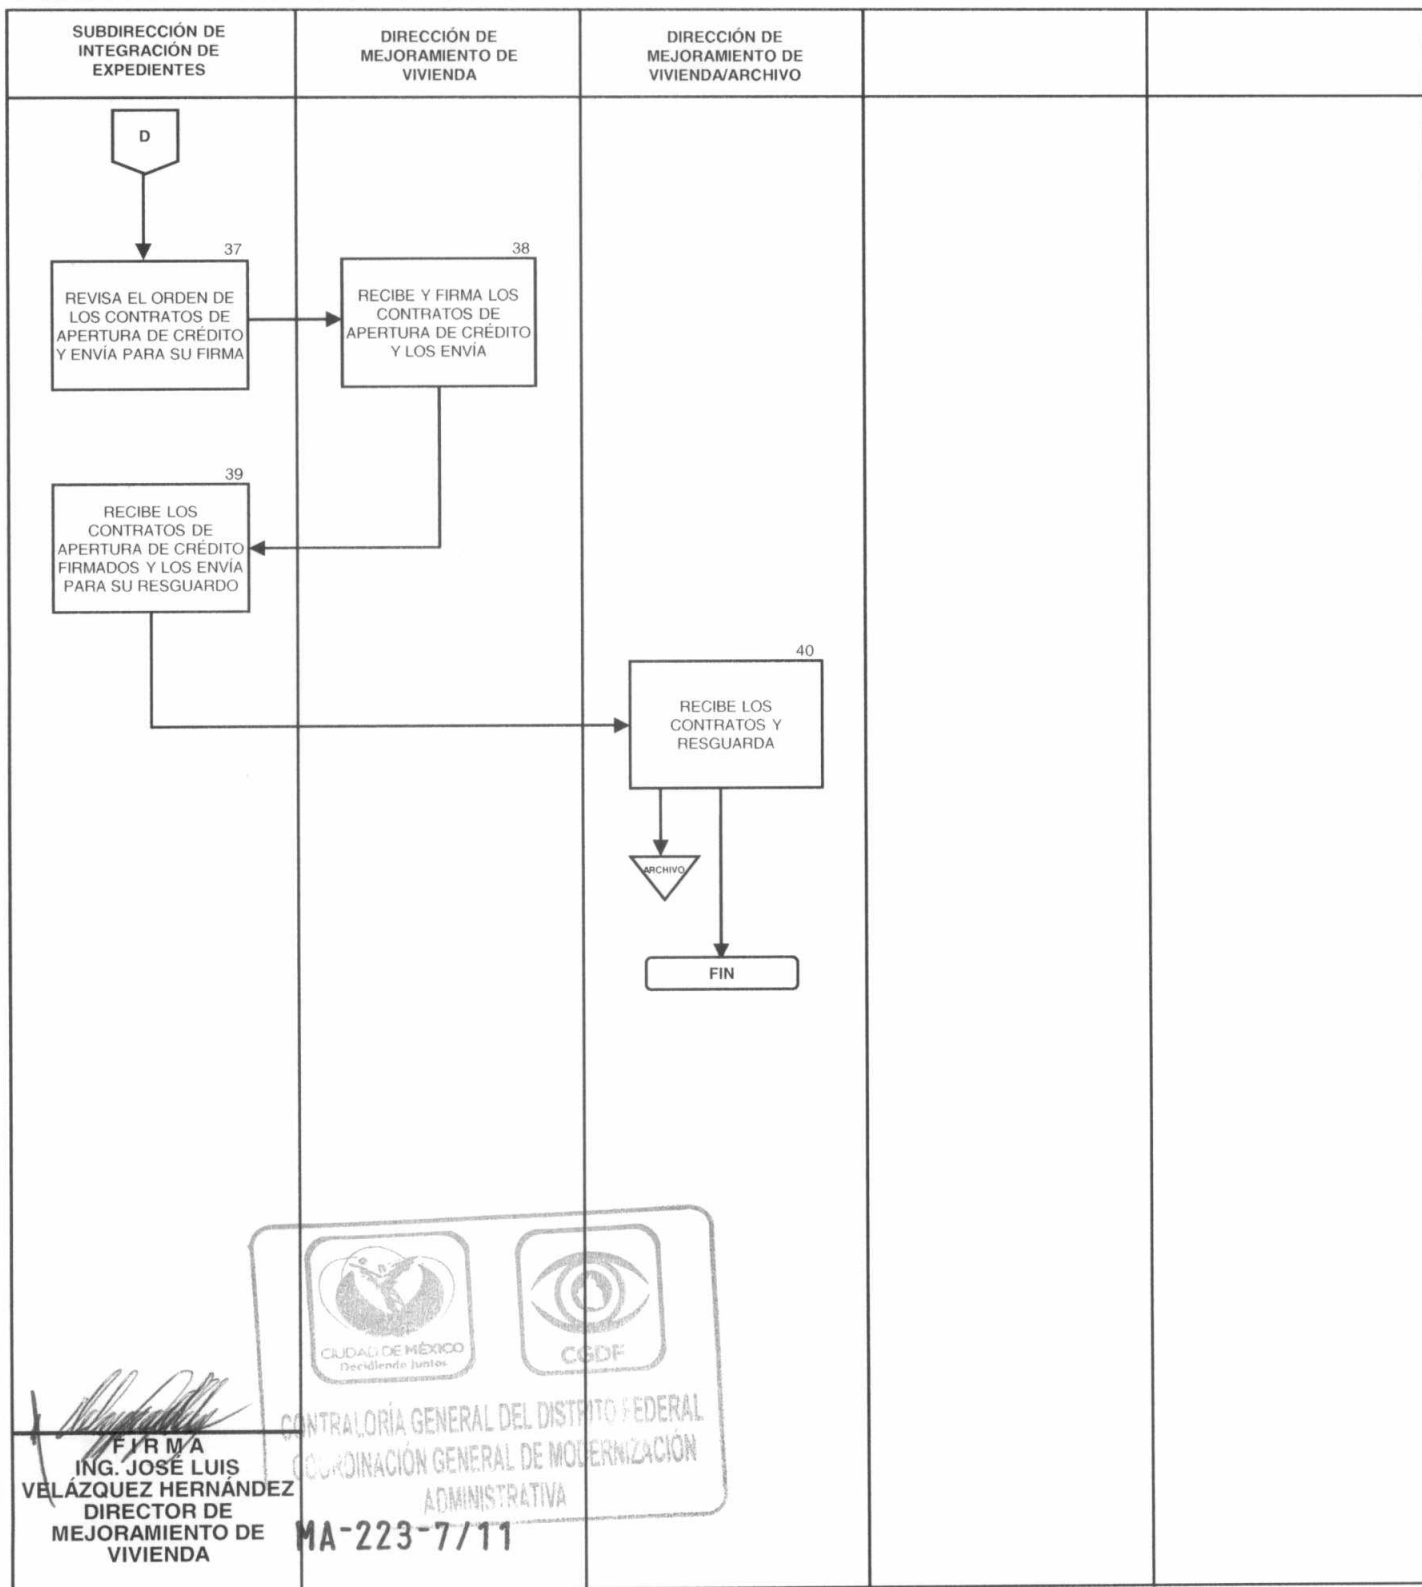 SUBDIRECCIÓN DE
INTEGRACIÓN DE
EXPEDIENTES
DIRECCIÓN DE
MEJORAMIENTO DE
VIVIENDA
DIRECCIÓN DE
MEJORAMIENTO DE
VIVIENDA/ARCHIVO
D
37
REVISA EL ORDEN DE
LOS CONTRATOS DE
APERTURA DE CRÉDITO
Y ENVÍA PARA SU FIRMA
38
RECIBE Y FIRMA LOS
CONTRATOS DE
APERTURA DE CRÉDITO
Y LOS ENVÍA
39
RECIBE LOS
CONTRATOS DE
APERTURA DE CRÉDITO
FIRMADOS Y LOS ENVÍA
PARA SU RESGUARDO
40
RECIBE LOS
CONTRATOS Y
RESGUARDA
ARCHIVO
FIN
CIUDAD DE MÉXICO
Decidiendo Juntos
CGDF
CONTRALORÍA GENERAL DEL DISTRITO FEDERAL
COORDINACIÓN GENERAL DE MODERNIZACIÓN
ADMINISTRATIVA
FIRMA
ING. JOSÉ LUIS
VELÁZQUEZ HERNÁNDEZ
DIRECTOR DE
MEJORAMIENTO DE
VIVIENDA
MA-223-7/11